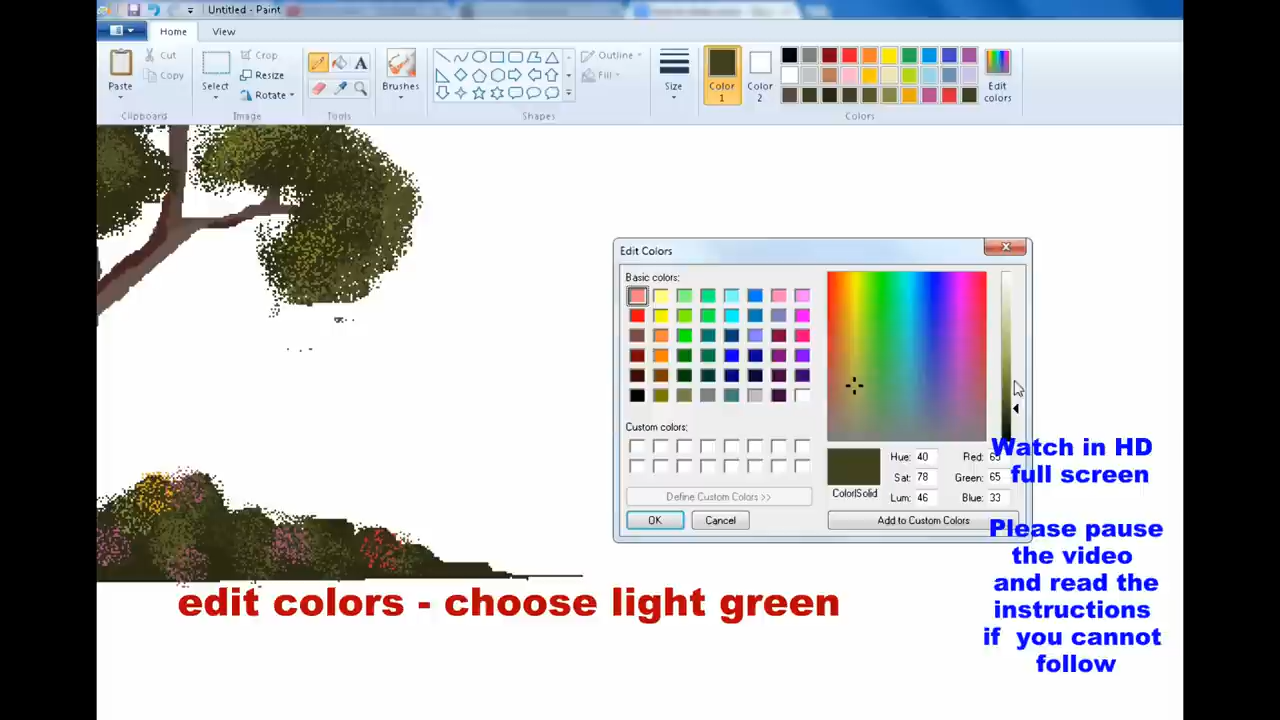 Untitled - Paint
Home
View
Paste
Cut
Copy
Clipboard
Select
Crop
Resize
Rotate
Image
A
Tools
Brushes
Outline
Fill
Shapes
Size
Color
1
Color
2
Edit
colors
Colors
Edit Colors
Basic colors:
Custom colors:
Define Custom Colors >>
OK
Cancel
Color|Solid
Hue: 40
Sat: 78
Lum: 46
Red: 65
Green: 65
Blue: 33
Add to Custom Colors
Watch in HD
full screen
Please pause
the video
and read the
instructions
if you cannot
follow
edit colors - choose light green